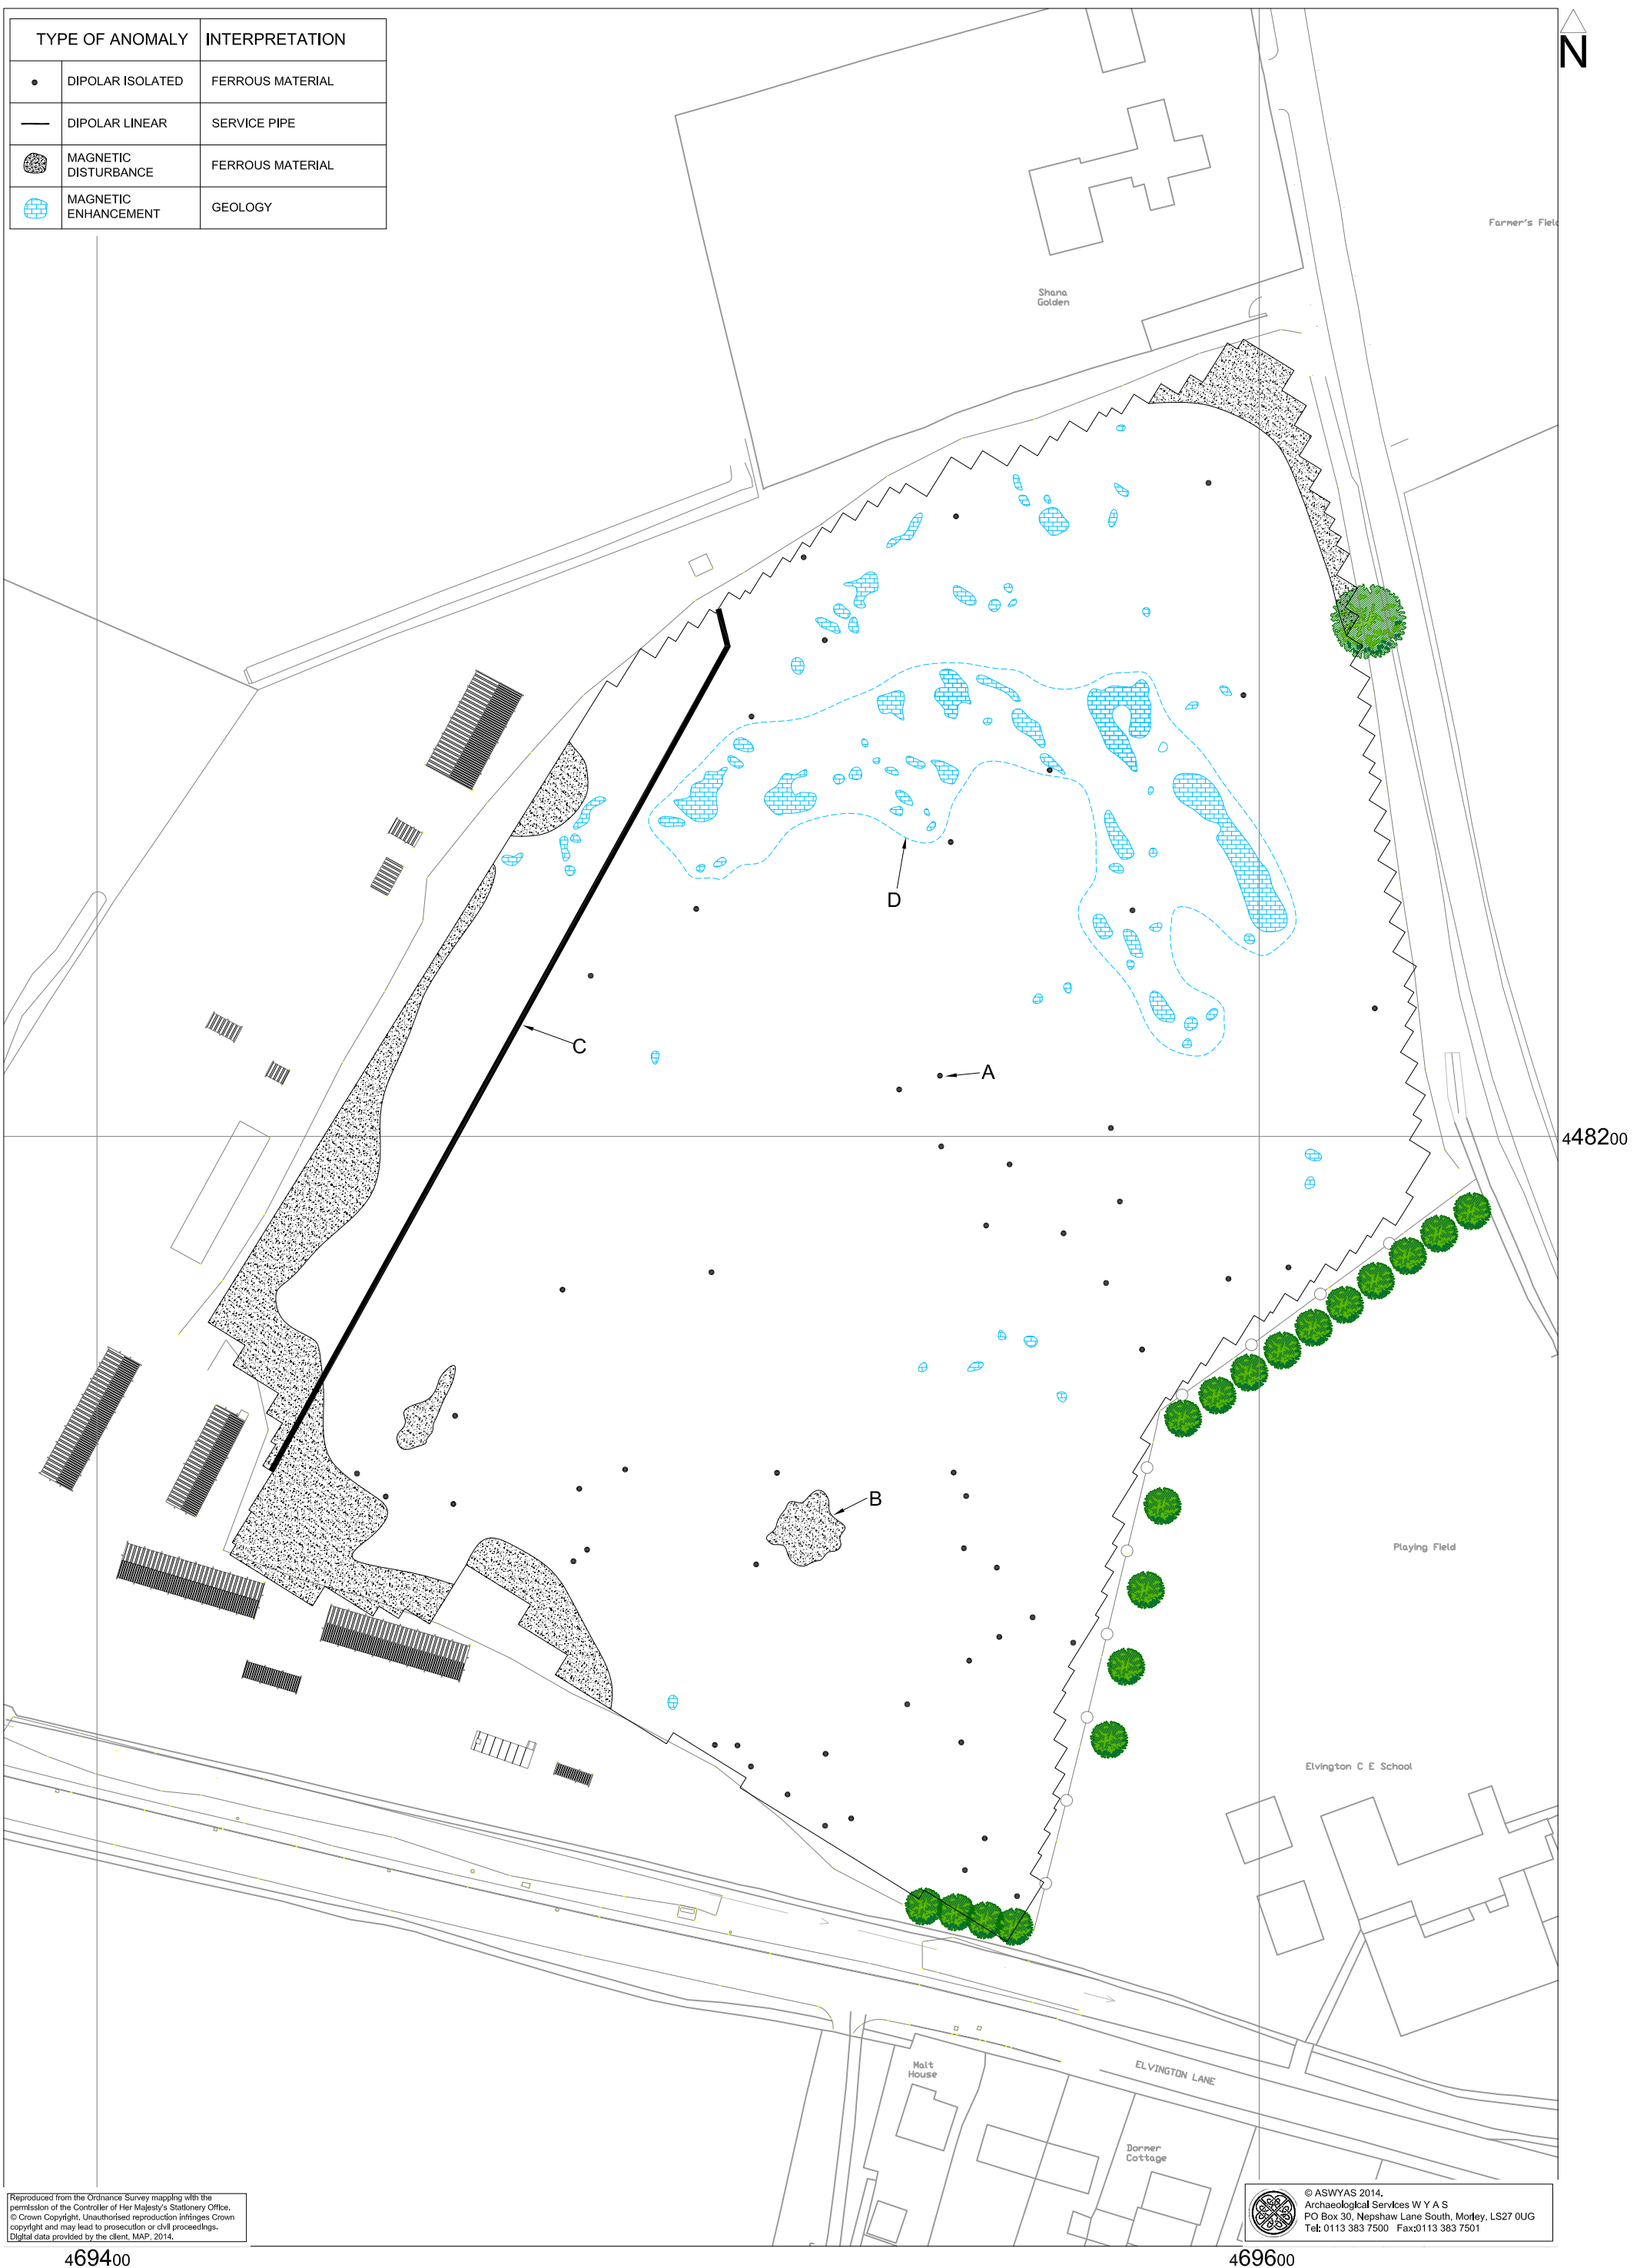 TYPE OF ANOMALY INTERPRETATION
DIPOLAR ISOLATED FERROUS MATERIAL
DIPOLAR LINEAR SERVICE PIPE
MAGNETIC
DISTURBANCE
FERROUS MATERIAL
MAGNETIC
ENHANCEMENT
GEOLOGY
N
Farmer's Field
Shana
Golden
D
C
A
448200
B
Playing Field
Elvington C E School
ELVINGTON LANE
Malt
House
Dormer
Cottage
Reproduced from the Ordnance Survey mapping with the
permission of the Controller of Her Majesty's Stationery Office.
© Crown Copyright. Unauthorised reproduction infringes Crown
copyright and may lead to prosecution or civil proceedings.
Digital data provided by the client, MAP, 2014.
© ASWYAS 2014.
Archaeological Services W Y A S
PO Box 30, Nepshaw Lane South, Morley, LS27 0UG
Tel: 0113 383 7500 Fax:0113 383 7501
469400
469600